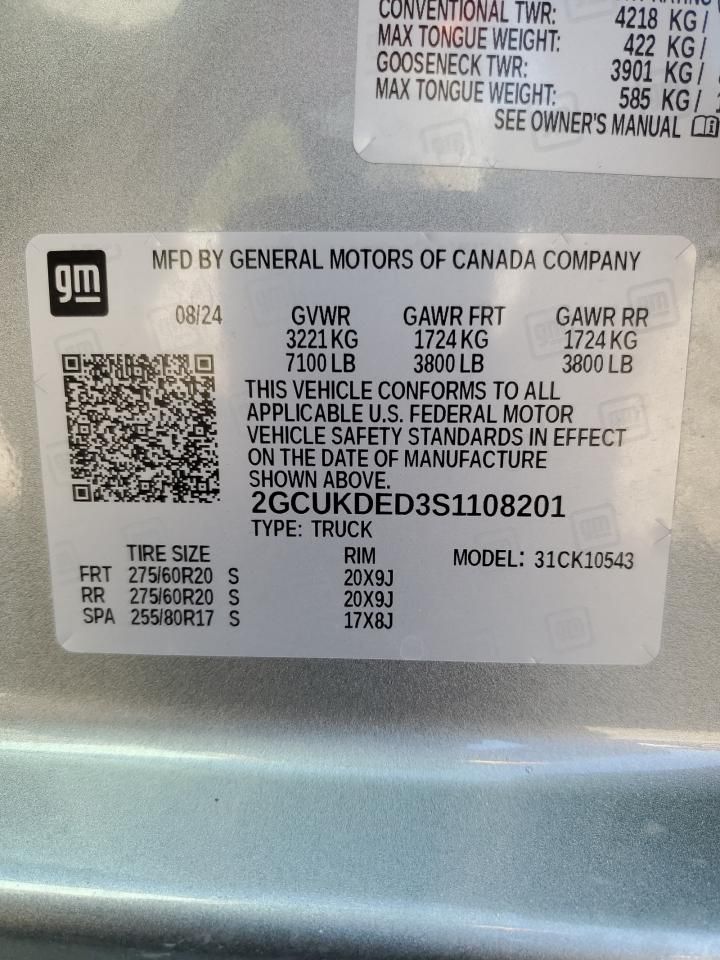 CONVENTIONAL TWR: 4218 KG/
MAX TONGUE WEIGHT: 422 KG/
GOOSENECK TWR: 3901 KG/
MAX TONGUE WEIGHT: 585 KG/
SEE OWNER'S MANUAL
gm
MFD BY GENERAL MOTORS OF CANADA COMPANY
08/24 GVWR GAWR FRT GAWR RR
3221 KG 1724 KG 1724 KG
7100 LB 3800 LB 3800 LB
THIS VEHICLE CONFORMS TO ALL
APPLICABLE U.S. FEDERAL MOTOR
VEHICLE SAFETY STANDARDS IN EFFECT
ON THE DATE OF MANUFACTURE
SHOWN ABOVE.
2GCUKDED3S1108201
TYPE: TRUCK
TIRE SIZE RIM MODEL: 31CK10543
FRT 275/60R20 S 20X9J
RR 275/60R20 S 20X9J
SPA 255/80R17 S 17X8J